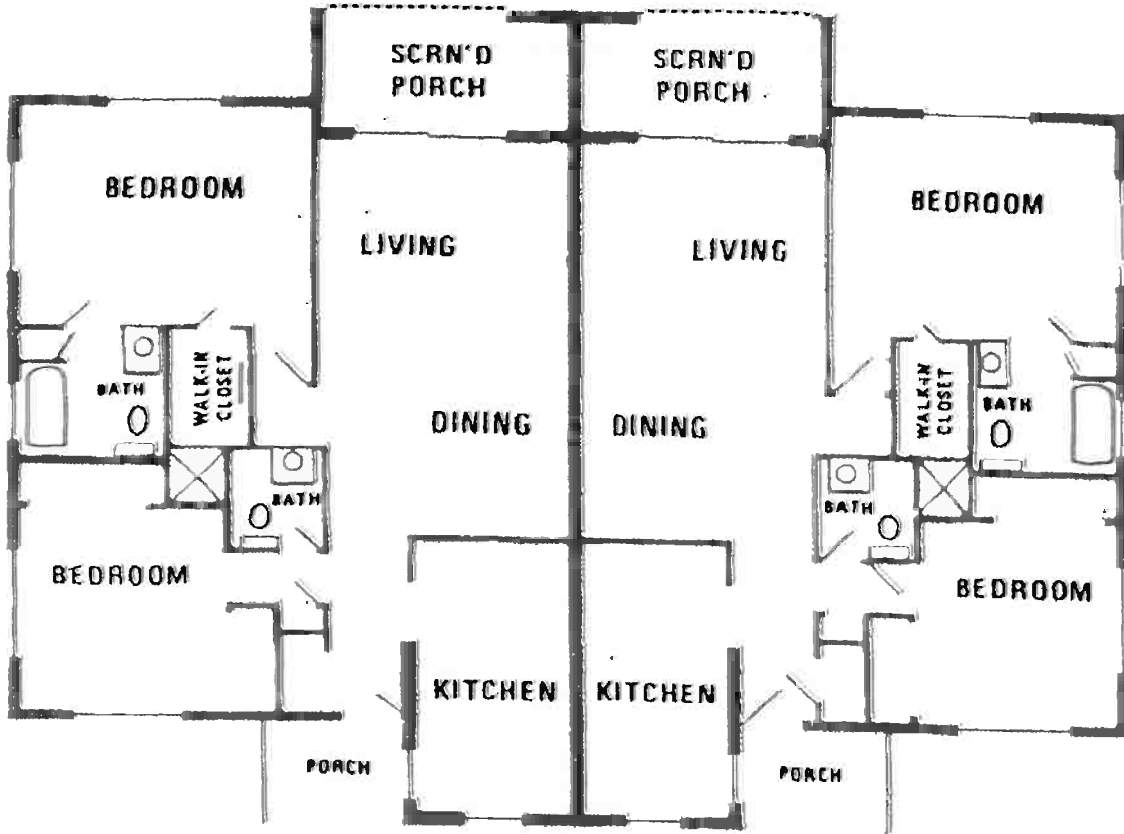 SCRN'D
PORCH
SCRN'D
PORCH
BEDROOM
BEDROOM
LIVING
LIVING
WALK-IN
CLOSET
BATH
WALK-IN
CLOSET
BATH
DINING
DINING
BATH
BATH
BEDROOM
BEDROOM
KITCHEN
KITCHEN
PORCH
PORCH